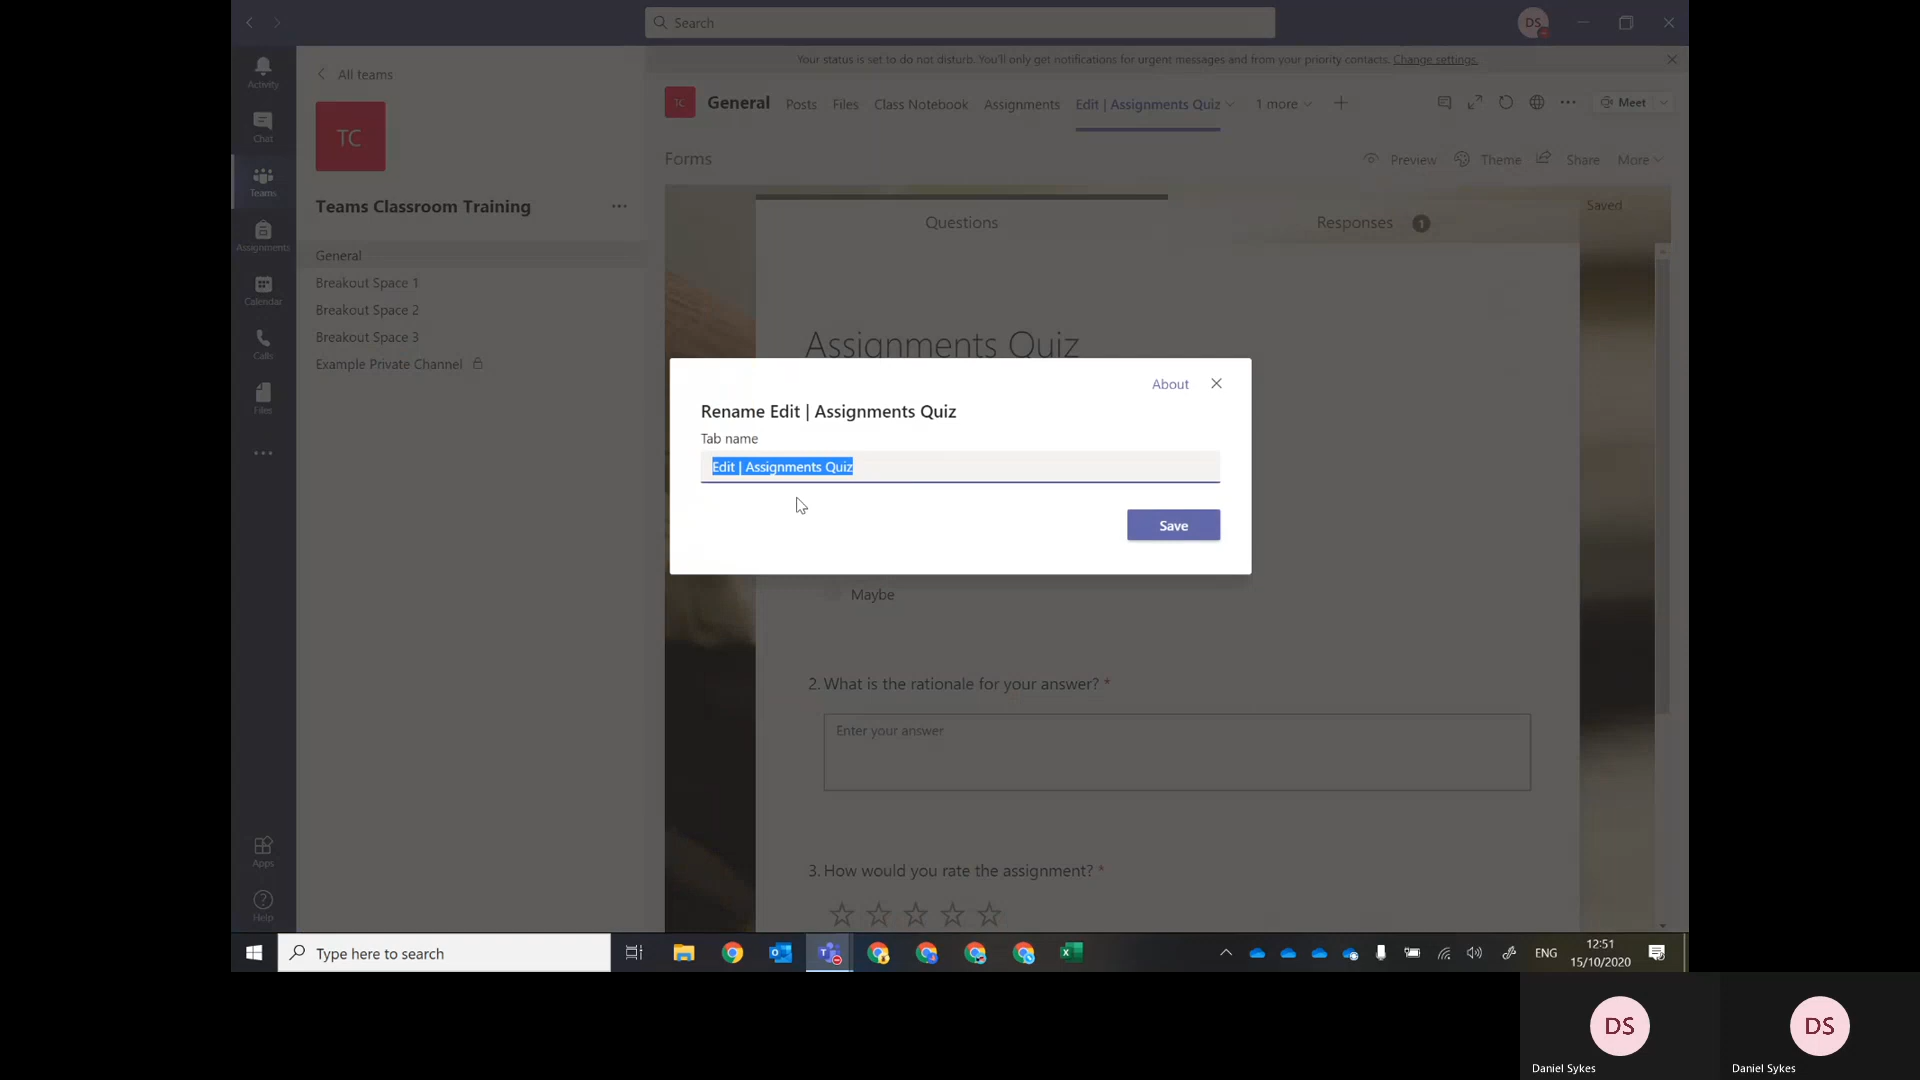 Search
DS
Your status is set to do not disturb. You'll only get notifications for urgent messages and from your priority contacts. Change settings.
Activity
Chat
Teams
Assignments
Calendar
Calls
Files
Apps
Help
All teams
TC
Teams Classroom Training
General
Breakout Space 1
Breakout Space 2
Breakout Space 3
Example Private Channel
TC
General Posts Files Class Notebook Assignments Edit | Assignments Quiz 1 more
Meet
Forms
Preview Theme Share More
Questions
Responses 1
Saved
Assignments Quiz
About
Rename Edit | Assignments Quiz
Tab name
Edit | Assignments Quiz
Save
Maybe
2. What is the rationale for your answer? *
Enter your answer
3. How would you rate the assignment? *
Type here to search
ENG
12:51
15/10/2020
DS
Daniel Sykes
DS
Daniel Sykes